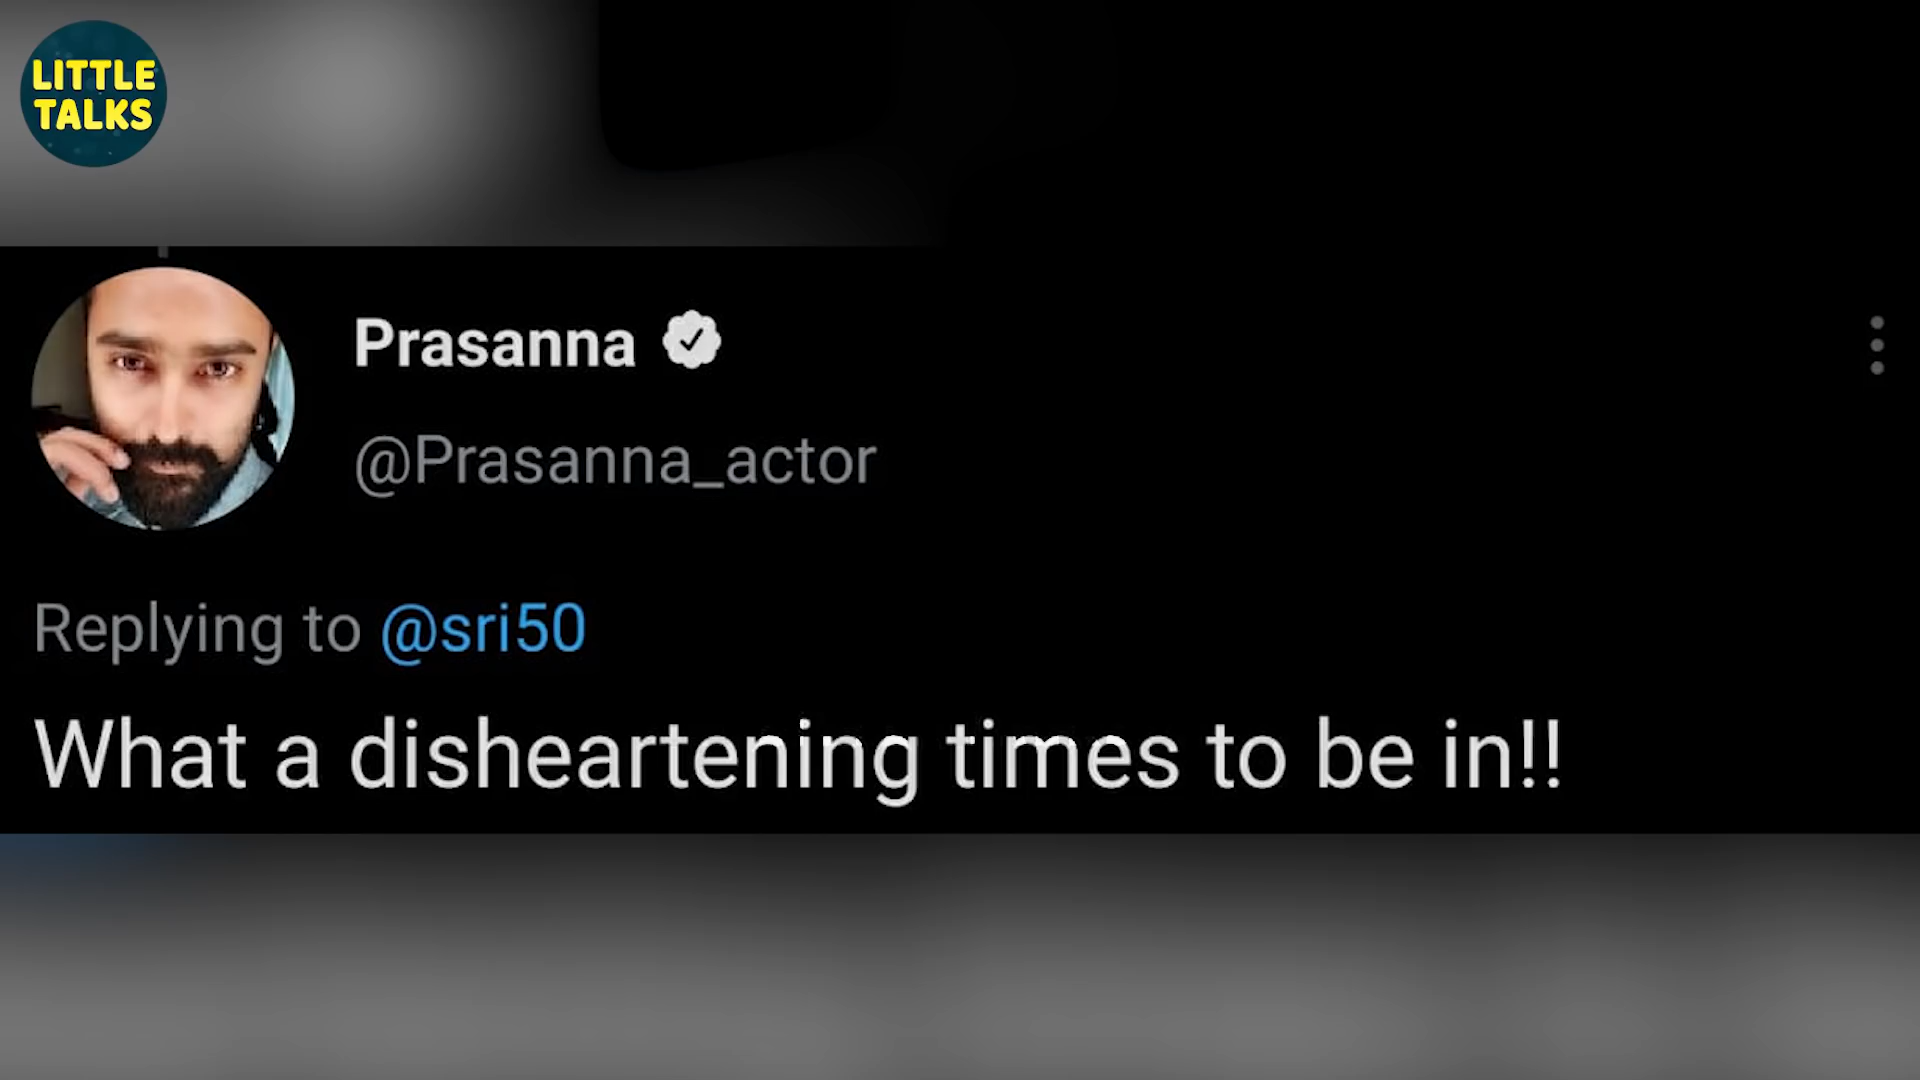 LITTLE
TALKS
Prasanna
@Prasanna_actor
Replying to @sri50
What a disheartening times to be in!!